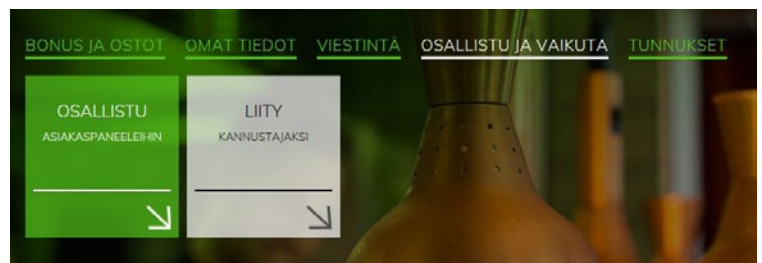 BONUS JA OSTOT OMAT TIEDOT VIESTINTÄ OSALLISTU JA VAIKUTA TUNNUKSET
OSALLISTU
ASIAKASPANEELEIHIN
LIITY
KANNUSTAJAKSI